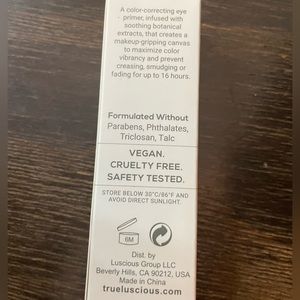 A color-correcting eye
primer, infused with
soothing botanical
extracts, that creates a
makeup-gripping canvas
to maximize color
vibrancy and prevent
creasing, smudging or
fading for up to 16 hours.
Formulated Without
Parabens, Phthalates,
Triclosan, Talc
VEGAN.
CRUELTY FREE.
SAFETY TESTED.
STORE BELOW 30°C/86°F AND
AVOID DIRECT SUNLIGHT.
6M
Dist. by
Luscious Group LLC
Beverly Hills, CA 90212, USA
Made in China
trueluscious.com